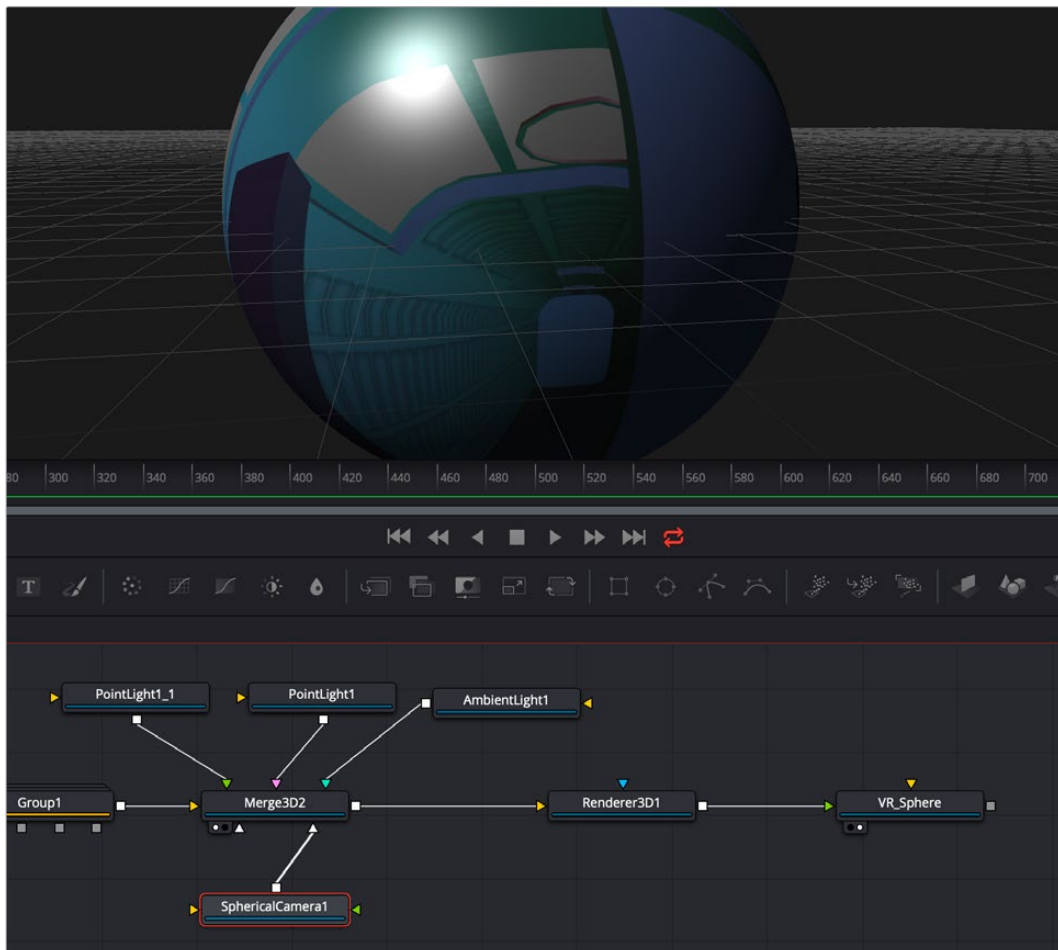 80 300 320 340 360 380 400 420 440 460 480 500 520 540 560 580 600 620 640 660 680 700
T
PointLight1_1 PointLight1 AmbientLight1
Group1 Merge3D2 Renderer3D1 VR_Sphere
SphericalCamera1